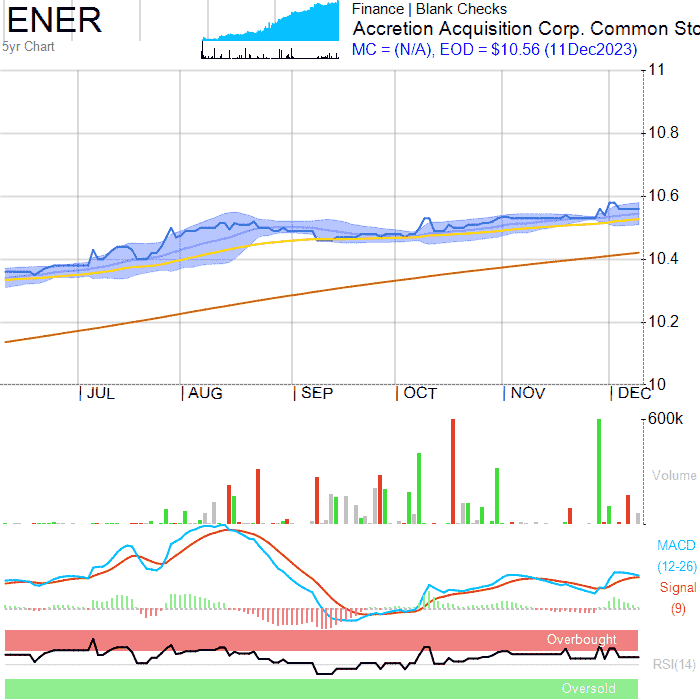 ENER
5yr Chart
Finance | Blank Checks
Accretion Acquisition Corp. Common Sto
MC = (N/A), EOD = $10.56 (11Dec2023)
11
10.8
10.6
10.4
10.2
10
| JUL | AUG | SEP | OCT | NOV | DEC
600k
Volume
MACD
(12-26)
Signal
(9)
Overbought
RSI(14)
Oversold